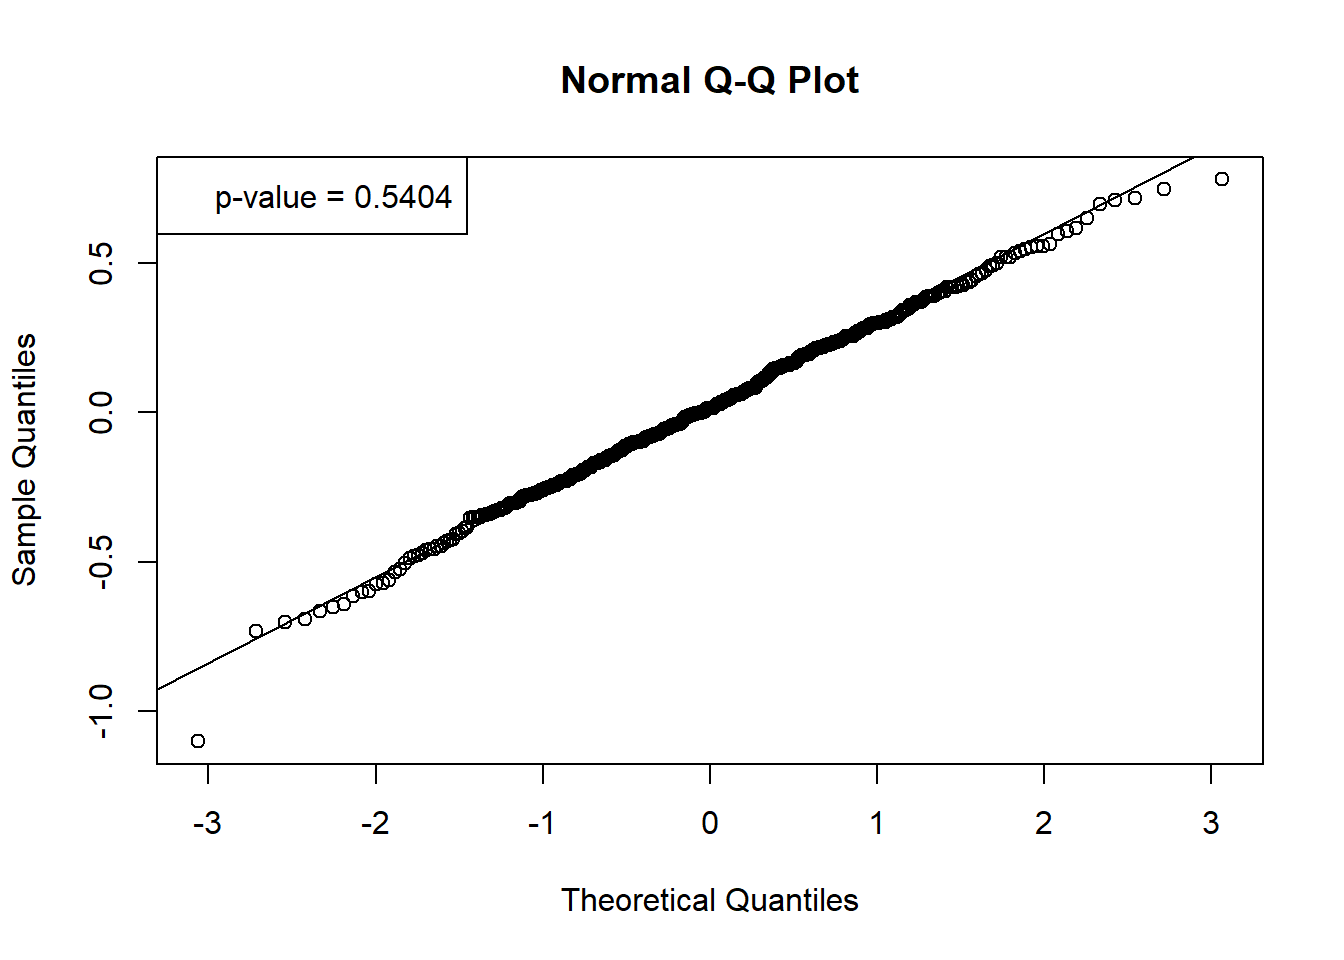 Normal Q-Q Plot
p-value = 0.5404
Sample Quantiles
0.5
0.0
-0.5
-1.0
-3 -2 -1 0 1 2 3
Theoretical Quantiles